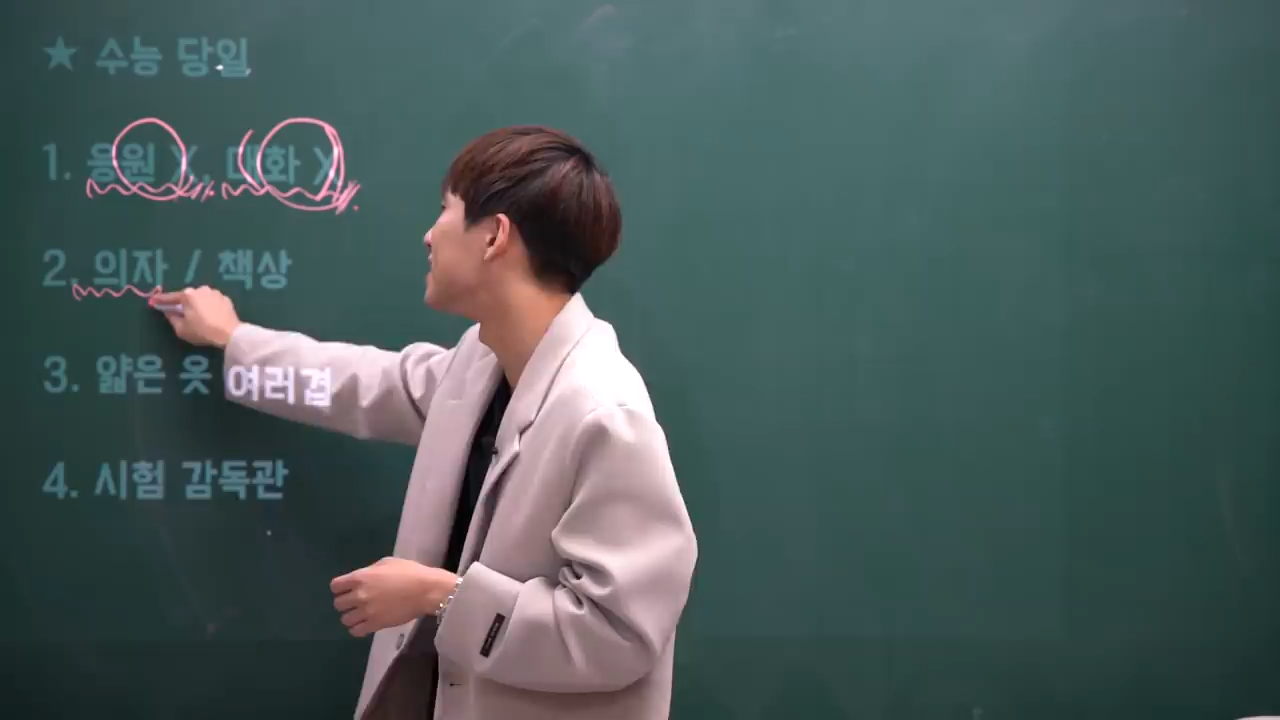 ★ 수능 당일
1. 응원 X, 대화 X
2. 의자 / 책상
3. 얇은 옷 여러겹
4. 시험 감독관